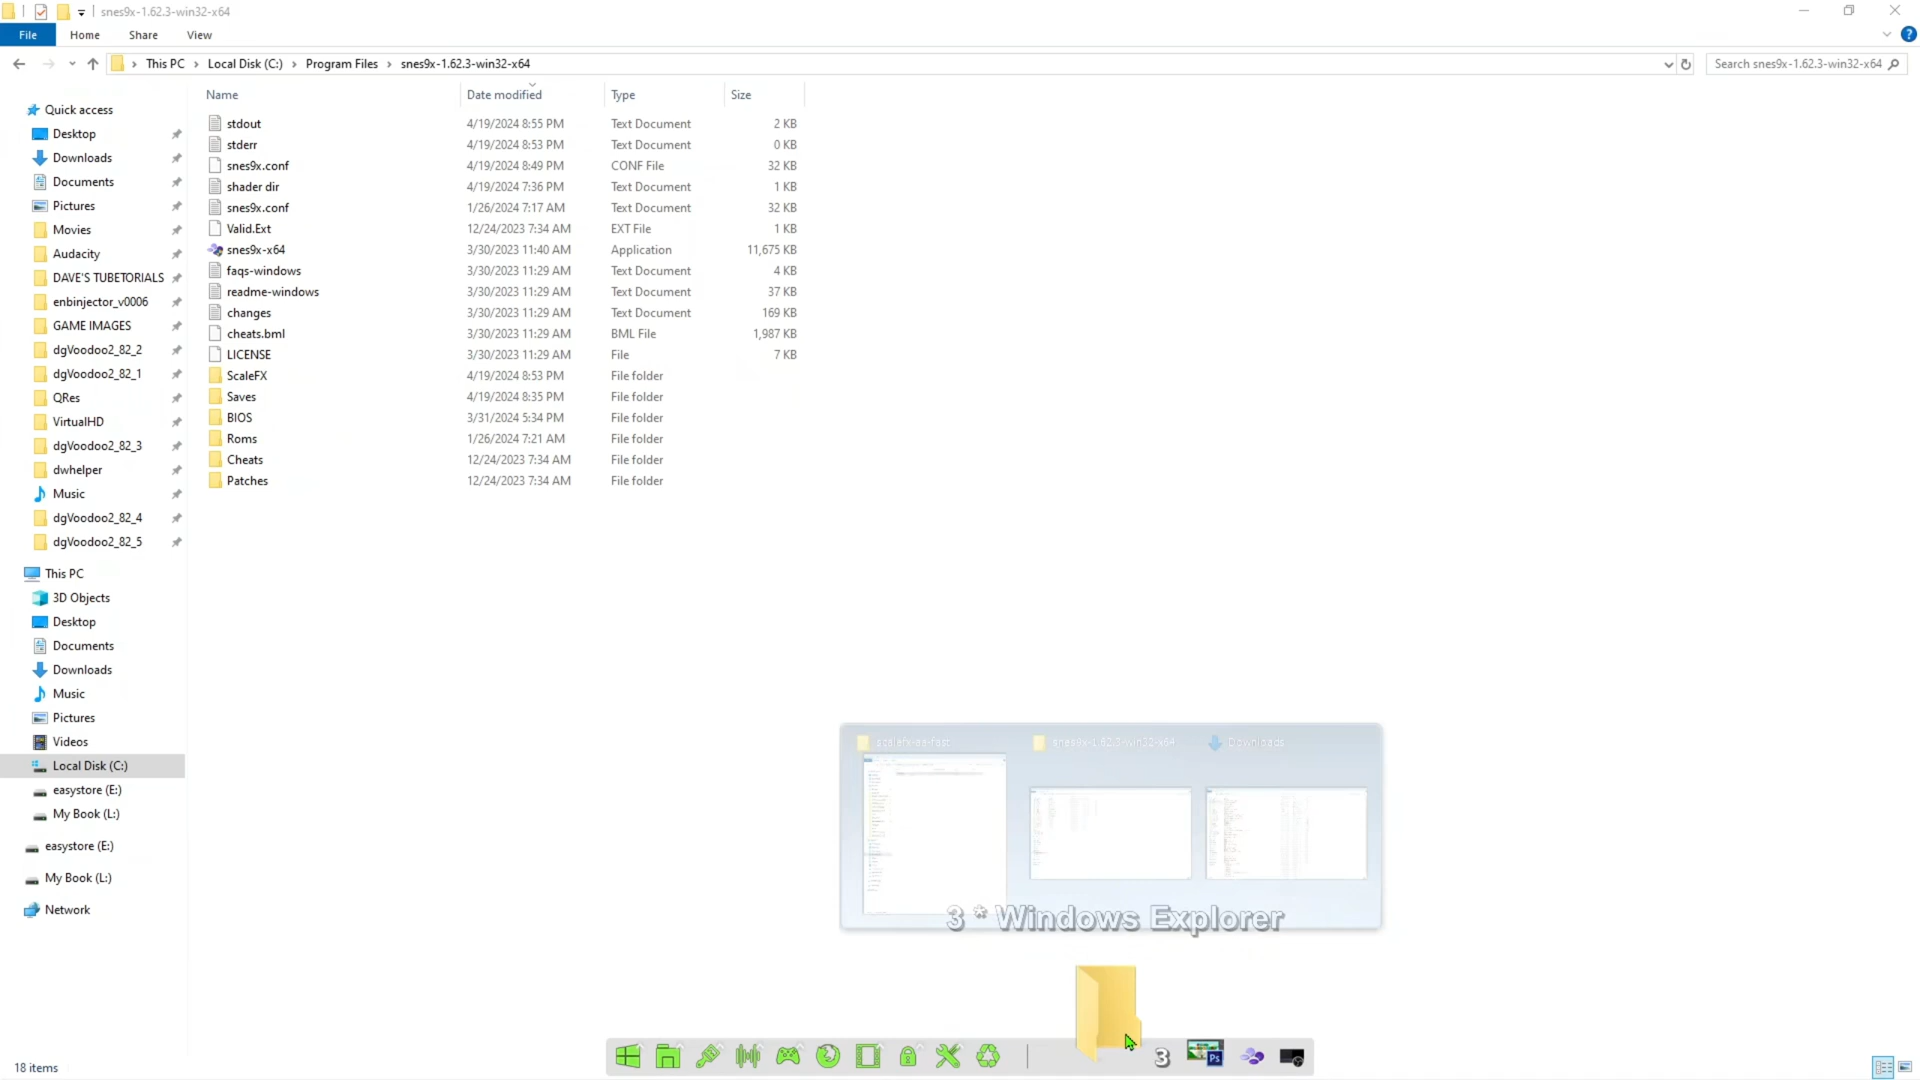 snes9x-1.62.3-win32-x64
File Home Share View
This PC Local Disk (C:) Program Files snes9x-1.62.3-win32-x64
Search snes9x-1.62.3-win32-x64
Name Date modified Type Size
stdout 4/19/2024 8:55 PM Text Document 2 KB
stderr 4/19/2024 8:53 PM Text Document 0 KB
snes9x.conf 4/19/2024 8:49 PM CONF File 32 KB
shader dir 4/19/2024 7:36 PM Text Document 1 KB
snes9x.conf 1/26/2024 7:17 AM Text Document 32 KB
Valid.Ext 12/24/2023 7:34 AM EXT File 1 KB
snes9x-x64 3/30/2023 11:40 AM Application 11,675 KB
faqs-windows 3/30/2023 11:29 AM Text Document 4 KB
readme-windows 3/30/2023 11:29 AM Text Document 37 KB
changes 3/30/2023 11:29 AM Text Document 169 KB
cheats.bml 3/30/2023 11:29 AM BML File 1,987 KB
LICENSE 3/30/2023 11:29 AM File 7 KB
ScaleFX 4/19/2024 8:53 PM File folder
Saves 4/19/2024 8:35 PM File folder
BIOS 3/31/2024 5:34 PM File folder
Roms 1/26/2024 7:21 AM File folder
Cheats 12/24/2023 7:34 AM File folder
Patches 12/24/2023 7:34 AM File folder
Quick access
Desktop
Downloads
Documents
Pictures
Movies
Audacity
DAVE'S TUBETORIALS
enbinjector_v0006
GAME IMAGES
dgVoodoo2_82_2
dgVoodoo2_82_1
QRes
VirtualHD
dgVoodoo2_82_3
dwhelper
Music
dgVoodoo2_82_4
dgVoodoo2_82_5
This PC
3D Objects
Desktop
Documents
Downloads
Music
Pictures
Videos
Local Disk (C:)
easystore (E:)
My Book (L:)
easystore (E:)
My Book (L:)
Network
snes9x-1.62.3-win32-x64 Downloads
3 * Windows Explorer
3
Ps
18 items